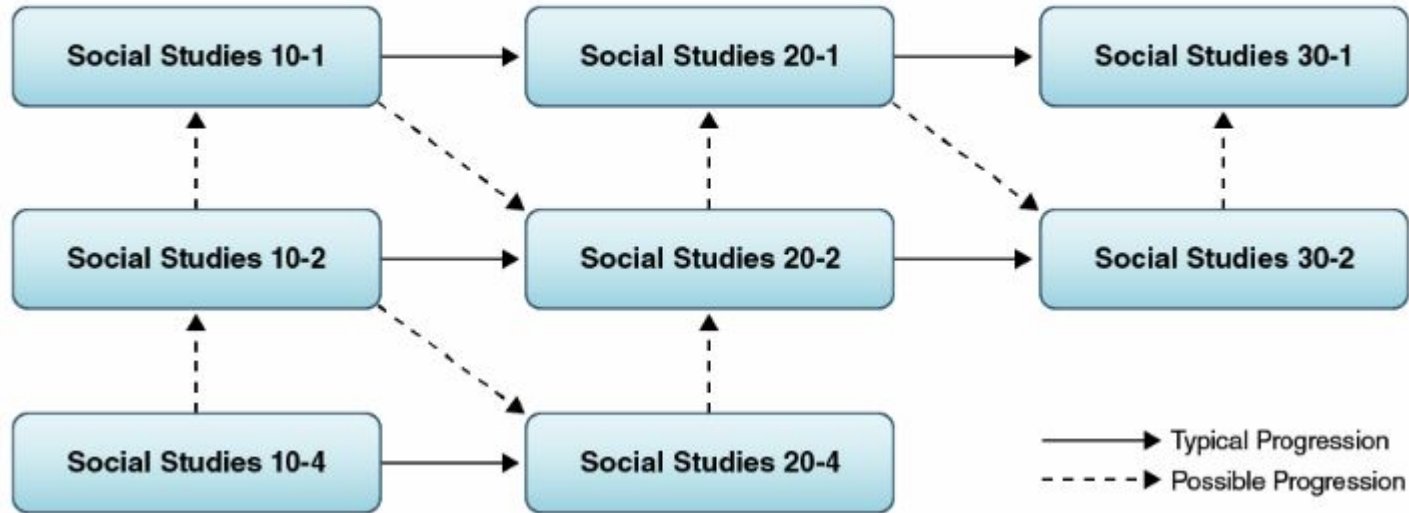 Social Studies 10-1
Social Studies 20-1
Social Studies 30-1
Social Studies 10-2
Social Studies 20-2
Social Studies 30-2
Social Studies 10-4
Social Studies 20-4
Typical Progression
Possible Progression